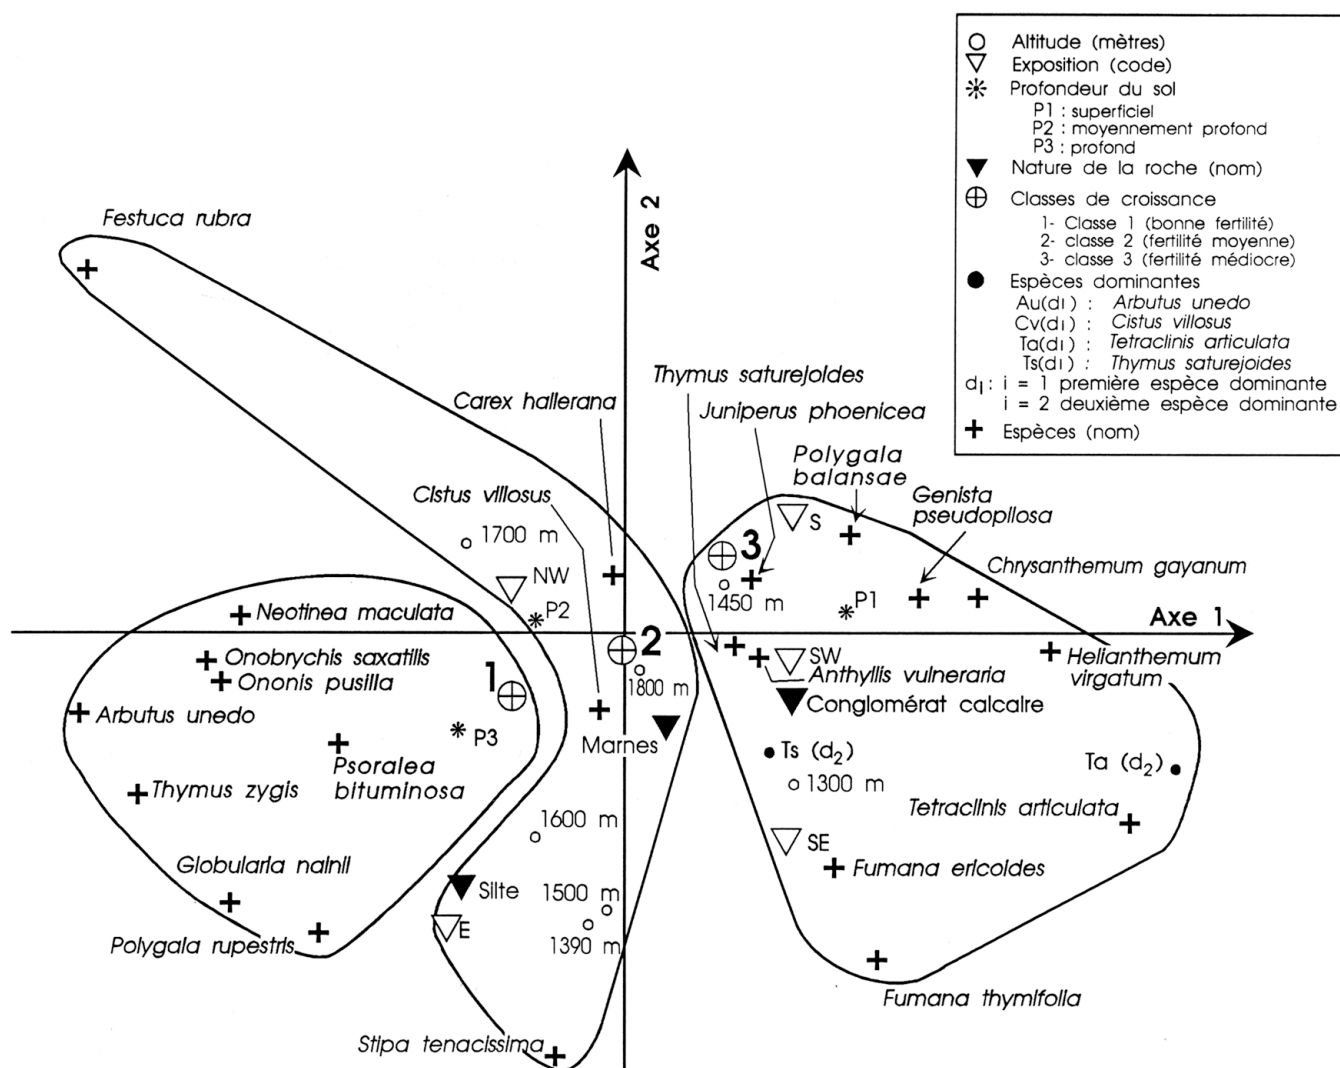 Altitude (mètres)
Exposition (code)
Profondeur du sol
P1 : superficiel
P2 : moyennement profond
P3 : profond
Nature de la roche (nom)
Classes de croissance
1- Classe 1 (bonne fertilité)
2- classe 2 (fertilité moyenne)
3- classe 3 (fertilité médiocre)
Espèces dominantes
Au(dı) : Arbutus unedo
Cv(dı) : Cistus villosus
Ta(dı) : Tetraclinis articulata
Ts(dı) : Thymus saturejoides
dı : i = 1 première espèce dominante
i = 2 deuxième espèce dominante
Espèces (nom)
Axe 2
Festuca rubra
Thymus saturejoides
Carex hallerana
Juniperus phoenicea
Polygala
balansae
Cistus villosus
Genista
pseudopilosa
1700 m
S
3
Chrysanthemum gayanum
NW
1450 m
P1
Neotinea maculata
P2
Axe 1
2
Onobrychis saxatilis
SW
Helianthemum
virgatum
Ononis pusilla
1
1800 m
Anthyllis vulneraria
Arbutus unedo
Conglomérat calcaire
P3
Marnes
Psoralea
bituminosa
Ts (d2)
Ta (d2)
Thymus zygis
1300 m
1600 m
Tetraclinis articulata
SE
Globularia nainii
Fumana ericoides
Silte
1500 m
E
Polygala rupestris
1390 m
Fumana thymifolia
Stipa tenacissima